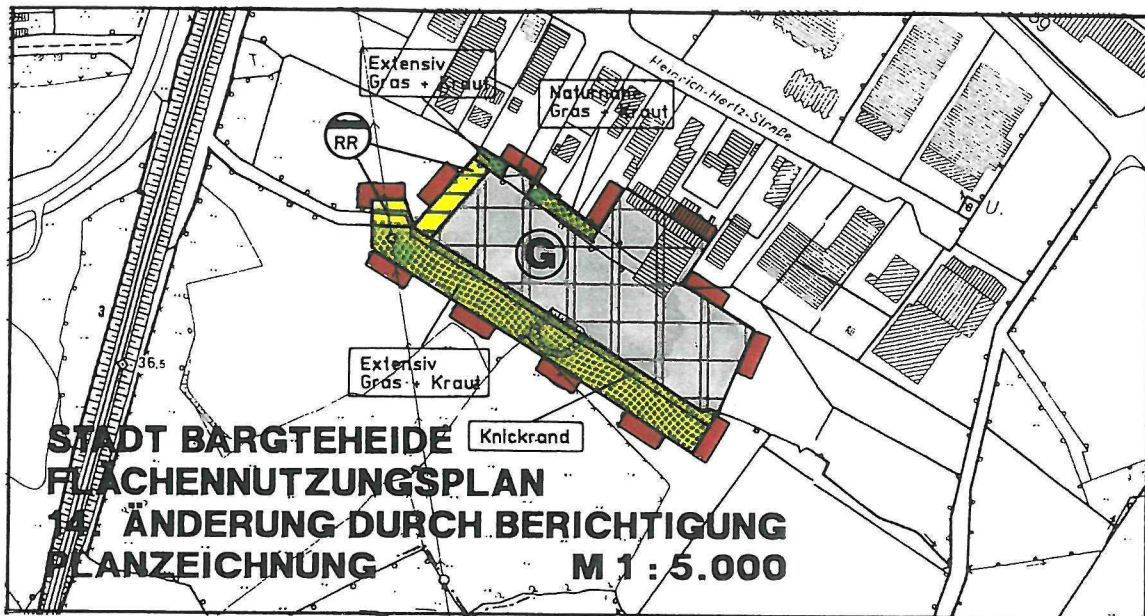 Extensiv
Gras + Kraut
Naturnahe
Gras + Kraut
Heinrich-Hertz-Straße
RR
U.
G
3
36,5
Extensiv
Gras + Kraut
Knickrand
STADT BARGTEHEIDE
FLÄCHENNUTZUNGSPLAN
14. ÄNDERUNG DURCH BERICHTIGUNG
PLANZEICHNUNG M 1 : 5.000